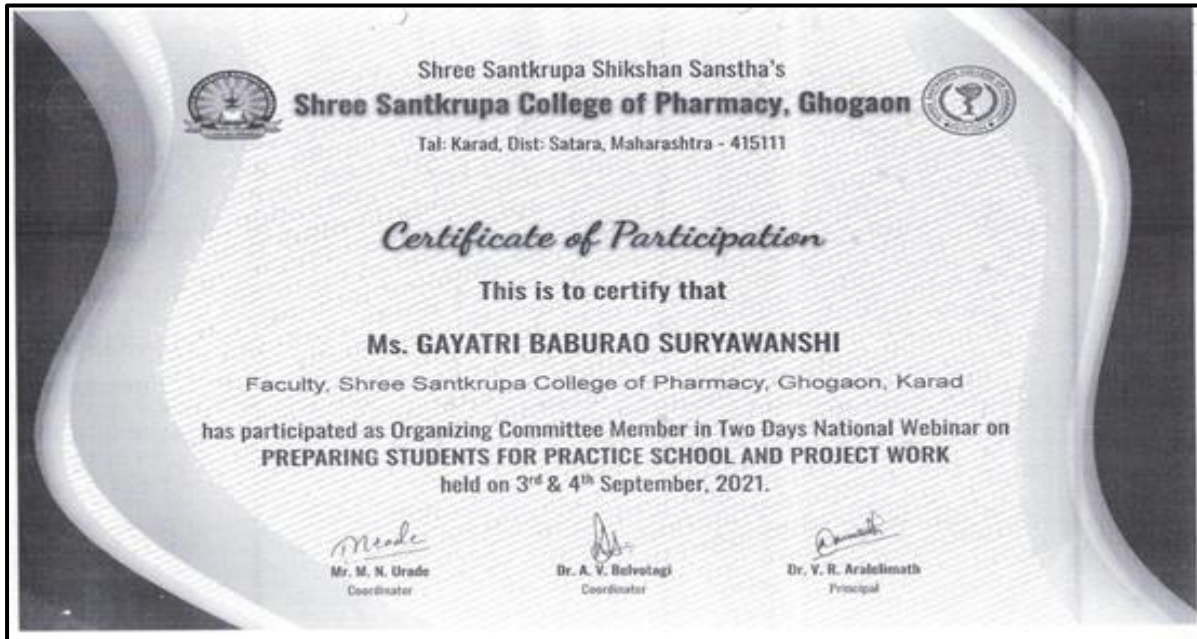 Shree Santkrupa Shikshan Sanstha's
Shree Santkrupa College of Pharmacy, Ghogaon
Tal: Karad, Dist: Satara, Maharashtra - 415111
Certificate of Participation
This is to certify that
Ms. GAYATRI BABURAO SURYAWANSHI
Faculty, Shree Santkrupa College of Pharmacy, Ghogaon, Karad
has participated as Organizing Committee Member in Two Days National Webinar on
PREPARING STUDENTS FOR PRACTICE SCHOOL AND PROJECT WORK
held on 3rd & 4th September, 2021.
Mr. M. N. Urade Dr. A. V. Belvotagi Dr. V. R. Aralelimath
Coordinator Coordinator Principal